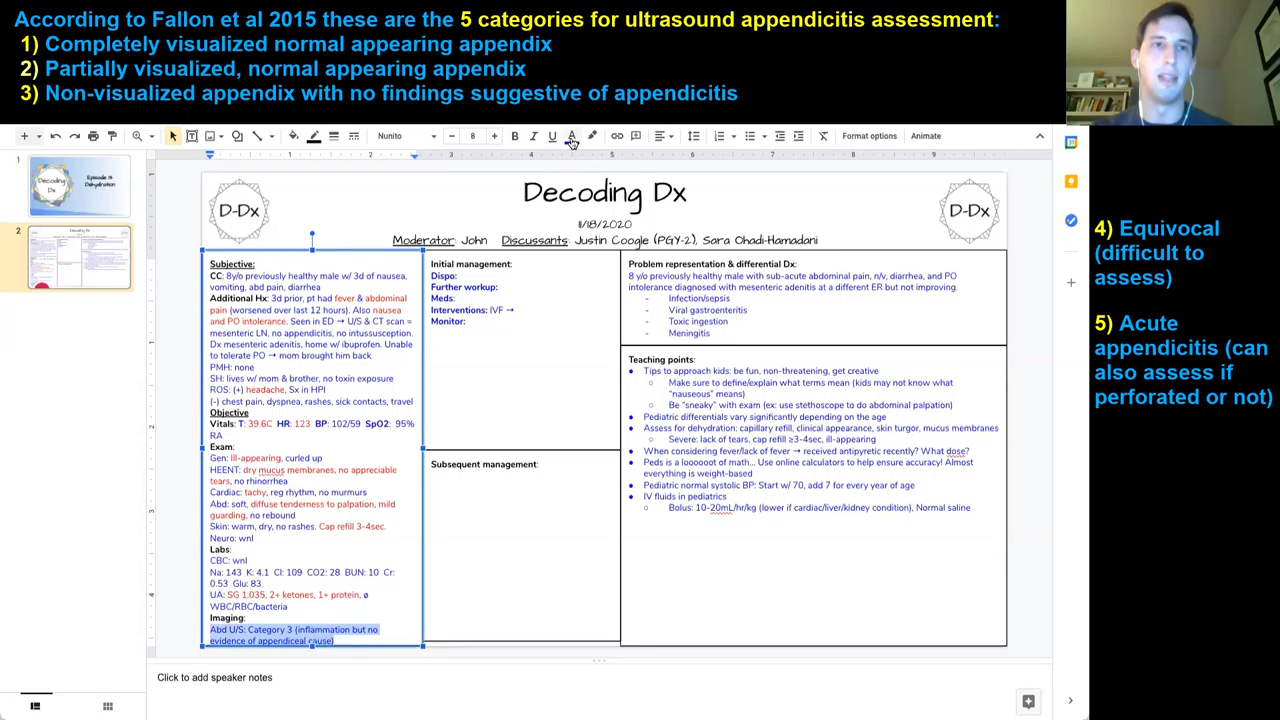 According to Fallon et al 2015 these are the 5 categories for ultrasound appendicitis assessment:
1) Completely visualized normal appearing appendix
2) Partially visualized, normal appearing appendix
3) Non-visualized appendix with no findings suggestive of appendicitis
4) Equivocal
(difficult to
assess)
5) Acute
appendicitis (can
also assess if
perforated or not)
Nunito
8
Format options
Animate
1
2
3
4
5
6
7
8
9
1
Decoding
Dx
Episode 15
Dehydration
2
D-Dx
Decoding Dx
11/18/2020
Moderator: John Discussants: Justin Coogle (PGY-2), Sara Ohadi-Hamadani
D-Dx
Subjective:
CC: 8y/o previously healthy male w/ 3d of nausea,
vomiting, abd pain, diarrhea
Additional Hx: 3d prior, pt had fever & abdominal
pain (worsened over last 12 hours). Also nausea
and PO intolerance. Seen in ED → U/S & CT scan =
mesenteric LN, no appendicitis, no intussusception.
Dx mesenteric adenitis, home w/ ibuprofen. Unable
to tolerate PO → mom brought him back
PMH: none
SH: lives w/ mom & brother, no toxin exposure
ROS: (+) headache, Sx in HPI
(-) chest pain, dyspnea, rashes, sick contacts, travel
Objective
Vitals: T: 39.6C HR: 123 BP: 102/59 SpO2: 95%
RA
Exam:
Gen: ill-appearing, curled up
HEENT: dry mucus membranes, no appreciable
tears, no rhinorrhea
Cardiac: tachy, reg rhythm, no murmurs
Abd: soft, diffuse tenderness to palpation, mild
guarding, no rebound
Skin: warm, dry, no rashes. Cap refill 3-4sec.
Neuro: wnl
Labs:
CBC: wnl
Na: 143 K: 4.1 Cl: 109 CO2: 28 BUN: 10 Cr:
0.53 Glu: 83
UA: SG 1.035, 2+ ketones, 1+ protein, ø
WBC/RBC/bacteria
Imaging:
Abd U/S: Category 3 (inflammation but no
evidence of appendiceal cause)
Initial management:
Dispo:
Further workup:
Meds:
Interventions: IVF →
Monitor:
Subsequent management:
Problem representation & differential Dx:
8 y/o previously healthy male with sub-acute abdominal pain, n/v, diarrhea, and PO
intolerance diagnosed with mesenteric adenitis at a different ER but not improving.
- Infection/sepsis
- Viral gastroenteritis
- Toxic ingestion
- Meningitis
Teaching points:
● Tips to approach kids: be fun, non-threatening, get creative
○ Make sure to define/explain what terms mean (kids may not know what
"nauseous" means)
○ Be "sneaky" with exam (ex: use stethoscope to do abdominal palpation)
● Pediatric differentials vary significantly depending on the age
● Assess for dehydration: capillary refill, clinical appearance, skin turgor, mucus membranes
○ Severe: lack of tears, cap refill ≥3-4sec, ill-appearing
● When considering fever/lack of fever → received antipyretic recently? What dose?
● Peds is a loooooot of math... Use online calculators to help ensure accuracy! Almost
everything is weight-based
● Pediatric normal systolic BP: Start w/ 70, add 7 for every year of age
● IV fluids in pediatrics
○ Bolus: 10-20mL/hr/kg (lower if cardiac/liver/kidney condition), Normal saline
Click to add speaker notes